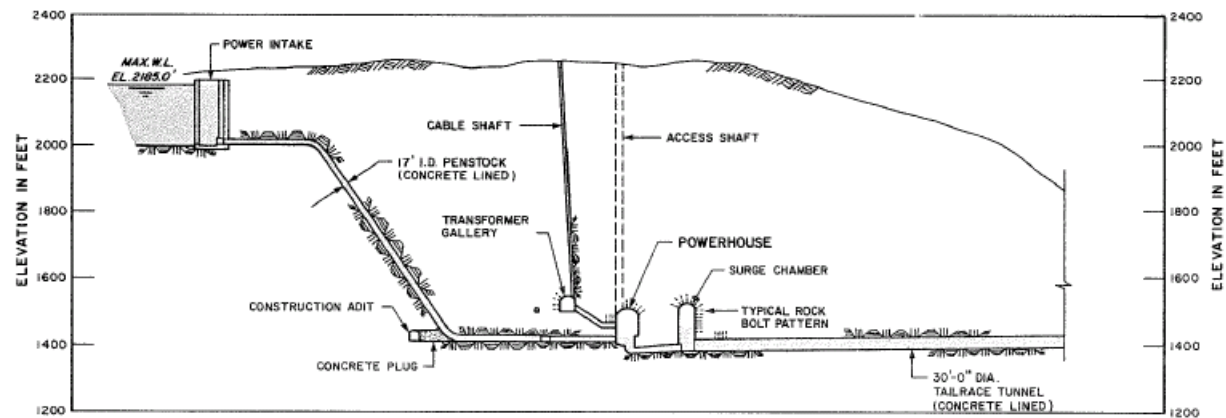 2400
2200
2000
1800
1600
1400
1200
ELEVATION IN FEET
MAX. W.L.
EL. 2185.0'
POWER INTAKE
17' I.D. PENSTOCK
(CONCRETE LINED)
CABLE SHAFT
ACCESS SHAFT
TRANSFORMER
GALLERY
POWERHOUSE
SURGE CHAMBER
CONSTRUCTION ADIT
TYPICAL ROCK
BOLT PATTERN
CONCRETE PLUG
30'-0" DIA.
TAILRACE TUNNEL
(CONCRETE LINED)
2400
2200
2000
1800
1600
1400
1200
ELEVATION IN FEET